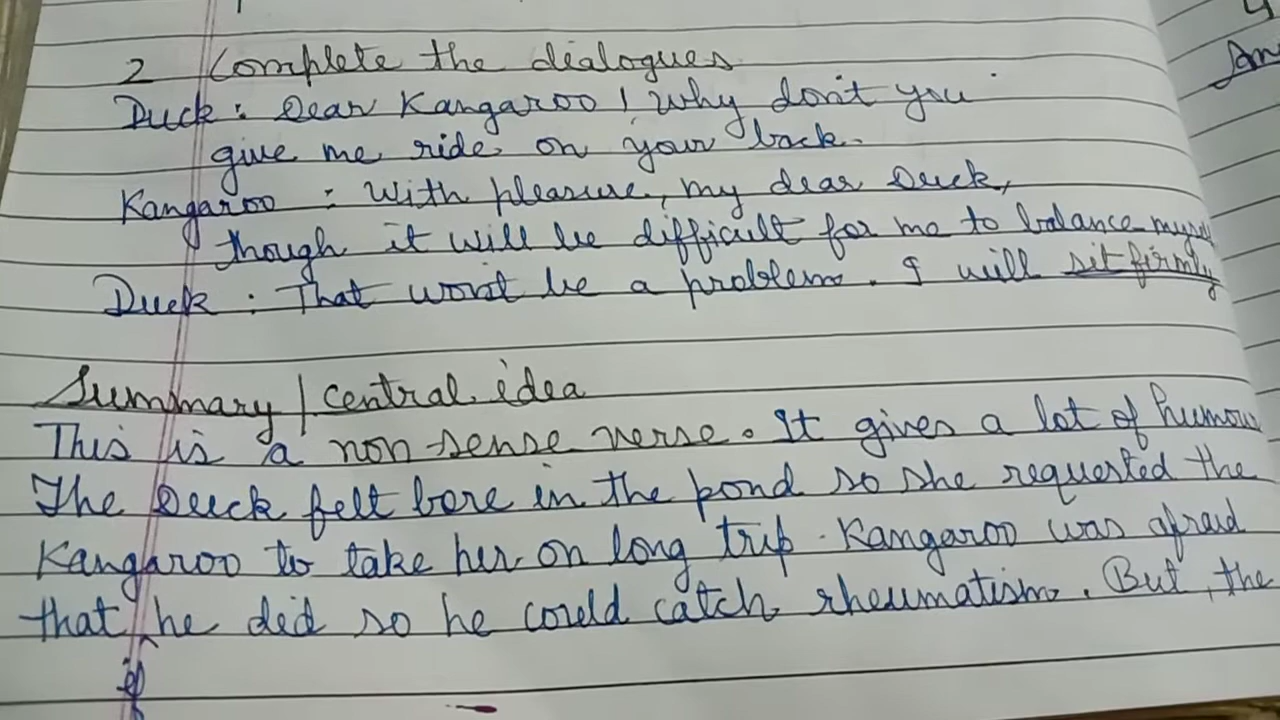 2 Complete the dialogues
Duck: Dear Kangaroo! Why don't you
give me ride on your back.
Kangaroo : With pleasure, my dear Duck,
though it will be difficult for me to balance myself
Duck : That won't be a problem. I will sit firmly
Summary / central idea
This is a non-sense verse. It gives a lot of humour
The Duck felt bore in the pond so she requested the
Kangaroo to take her on long trip. Kangaroo was afraid
that if he did so he could catch rheumatism. But the